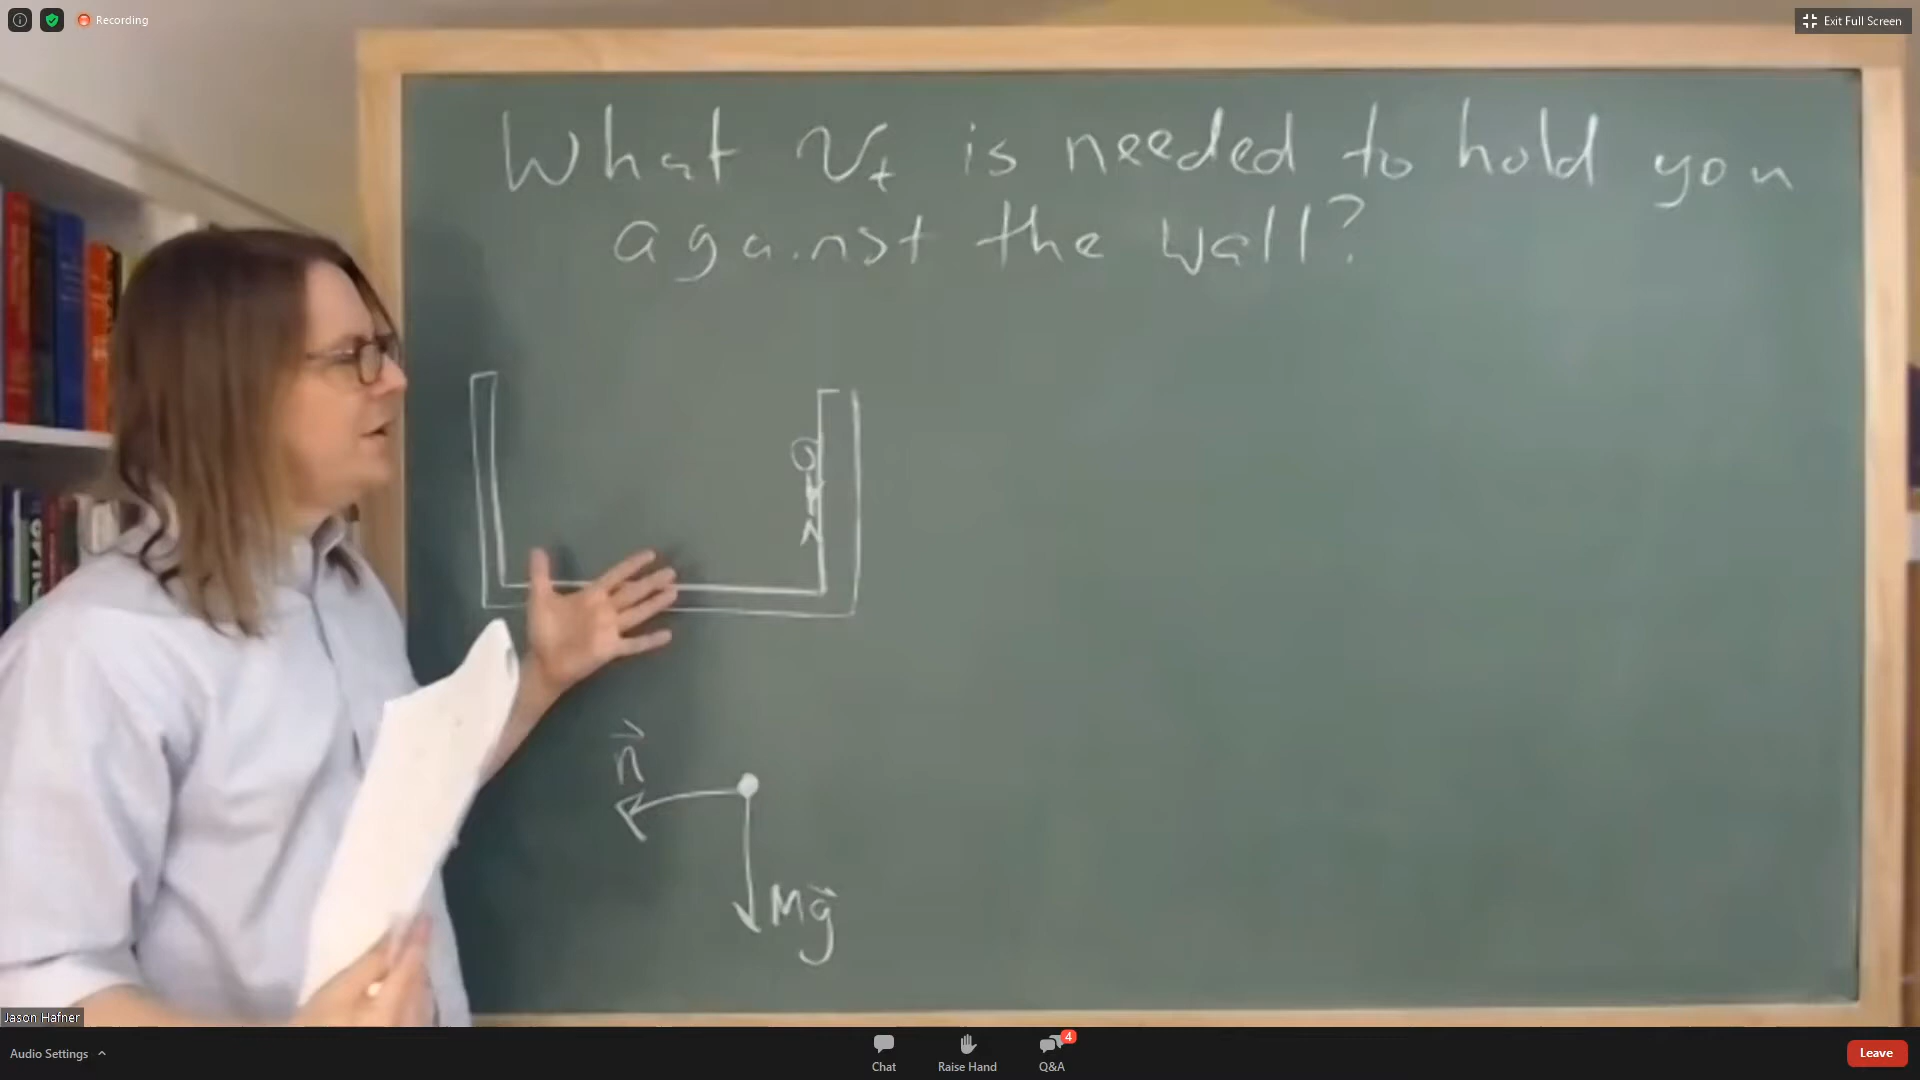 Recording
Exit Full Screen
What v_t is needed to hold you
against the wall?
n
Mg
Jason Hafner
Audio Settings
Chat
Raise Hand
Q&A
4
Leave